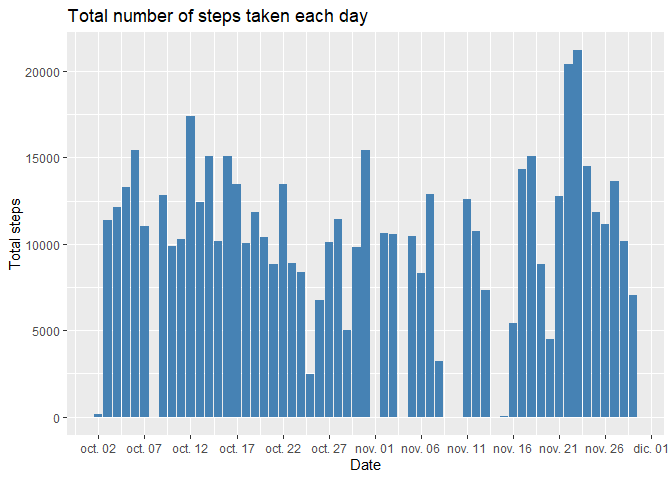 Total number of steps taken each day
Total steps
20000
15000
10000
5000
0
oct. 02 oct. 07 oct. 12 oct. 17 oct. 22 oct. 27 nov. 01 nov. 06 nov. 11 nov. 16 nov. 21 nov. 26 dic. 01
Date